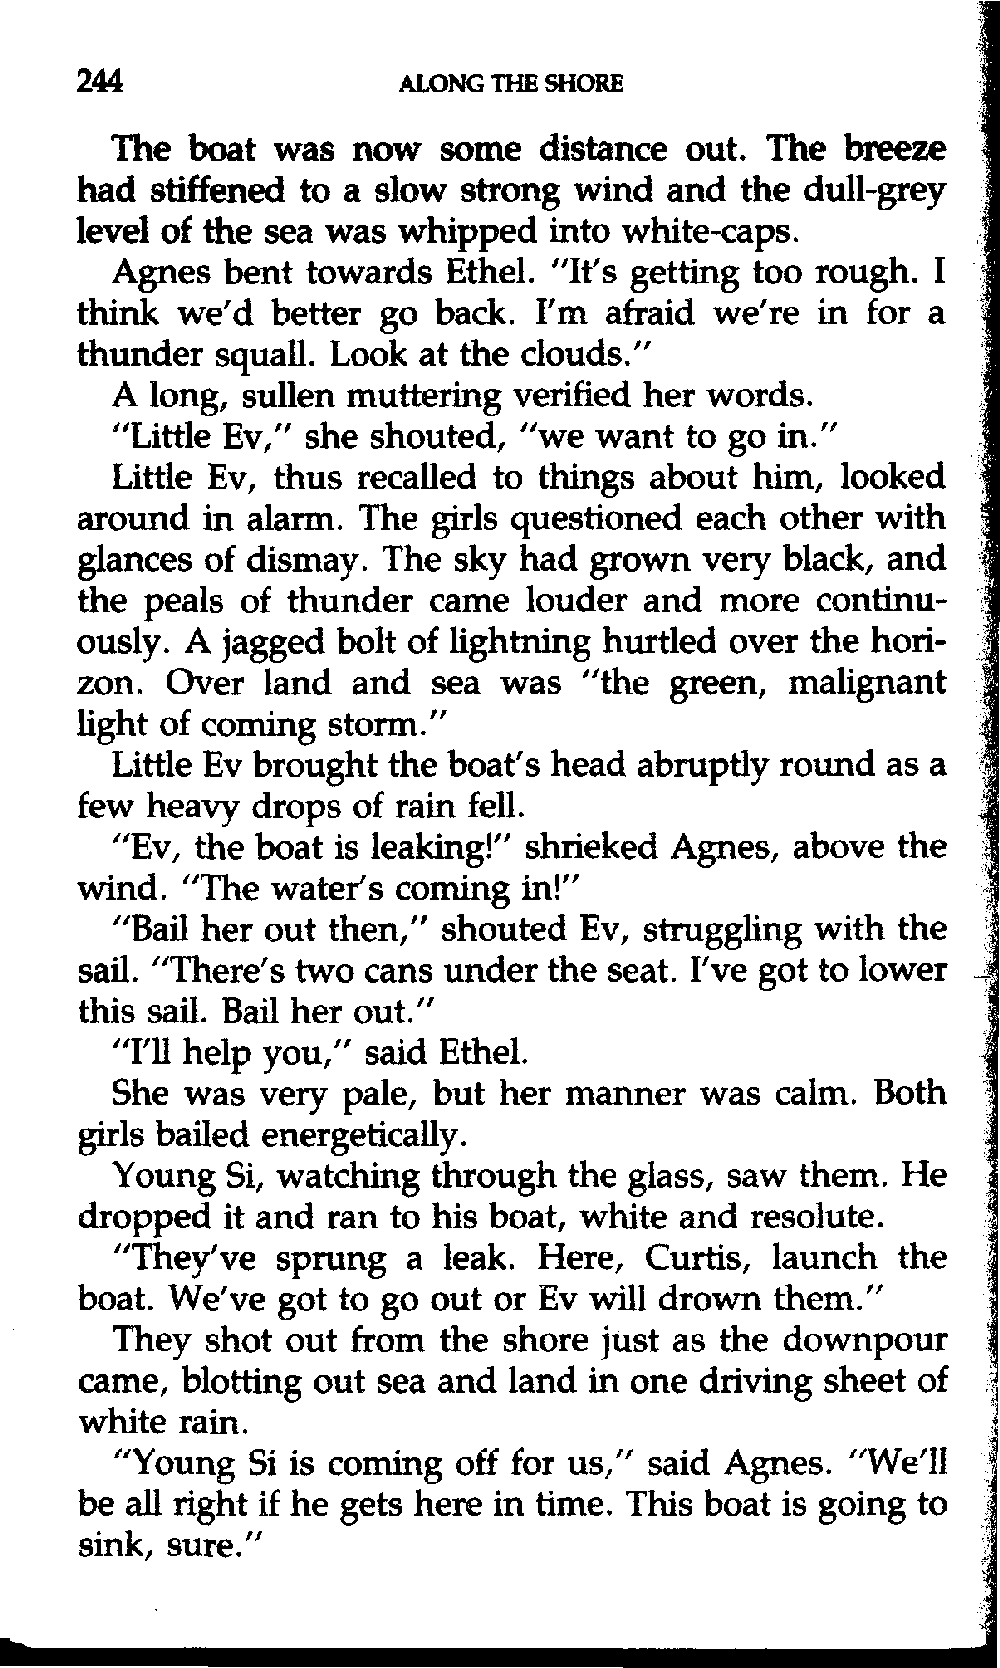 244 ALONG THE SHORE
The boat was now some distance out. The breeze
had stiffened to a slow strong wind and the dull-grey
level of the sea was whipped into white-caps.
Agnes bent towards Ethel. "It's getting too rough. I
think we'd better go back. I'm afraid we're in for a
thunder squall. Look at the clouds."
A long, sullen muttering verified her words.
"Little Ev," she shouted, "we want to go in."
Little Ev, thus recalled to things about him, looked
around in alarm. The girls questioned each other with
glances of dismay. The sky had grown very black, and
the peals of thunder came louder and more continu-
ously. A jagged bolt of lightning hurtled over the hori-
zon. Over land and sea was "the green, malignant
light of coming storm."
Little Ev brought the boat's head abruptly round as a
few heavy drops of rain fell.
"Ev, the boat is leaking!" shrieked Agnes, above the
wind. "The water's coming in!"
"Bail her out then," shouted Ev, struggling with the
sail. "There's two cans under the seat. I've got to lower
this sail. Bail her out."
"I'll help you," said Ethel.
She was very pale, but her manner was calm. Both
girls bailed energetically.
Young Si, watching through the glass, saw them. He
dropped it and ran to his boat, white and resolute.
"They've sprung a leak. Here, Curtis, launch the
boat. We've got to go out or Ev will drown them."
They shot out from the shore just as the downpour
came, blotting out sea and land in one driving sheet of
white rain.
"Young Si is coming off for us," said Agnes. "We'll
be all right if he gets here in time. This boat is going to
sink, sure."